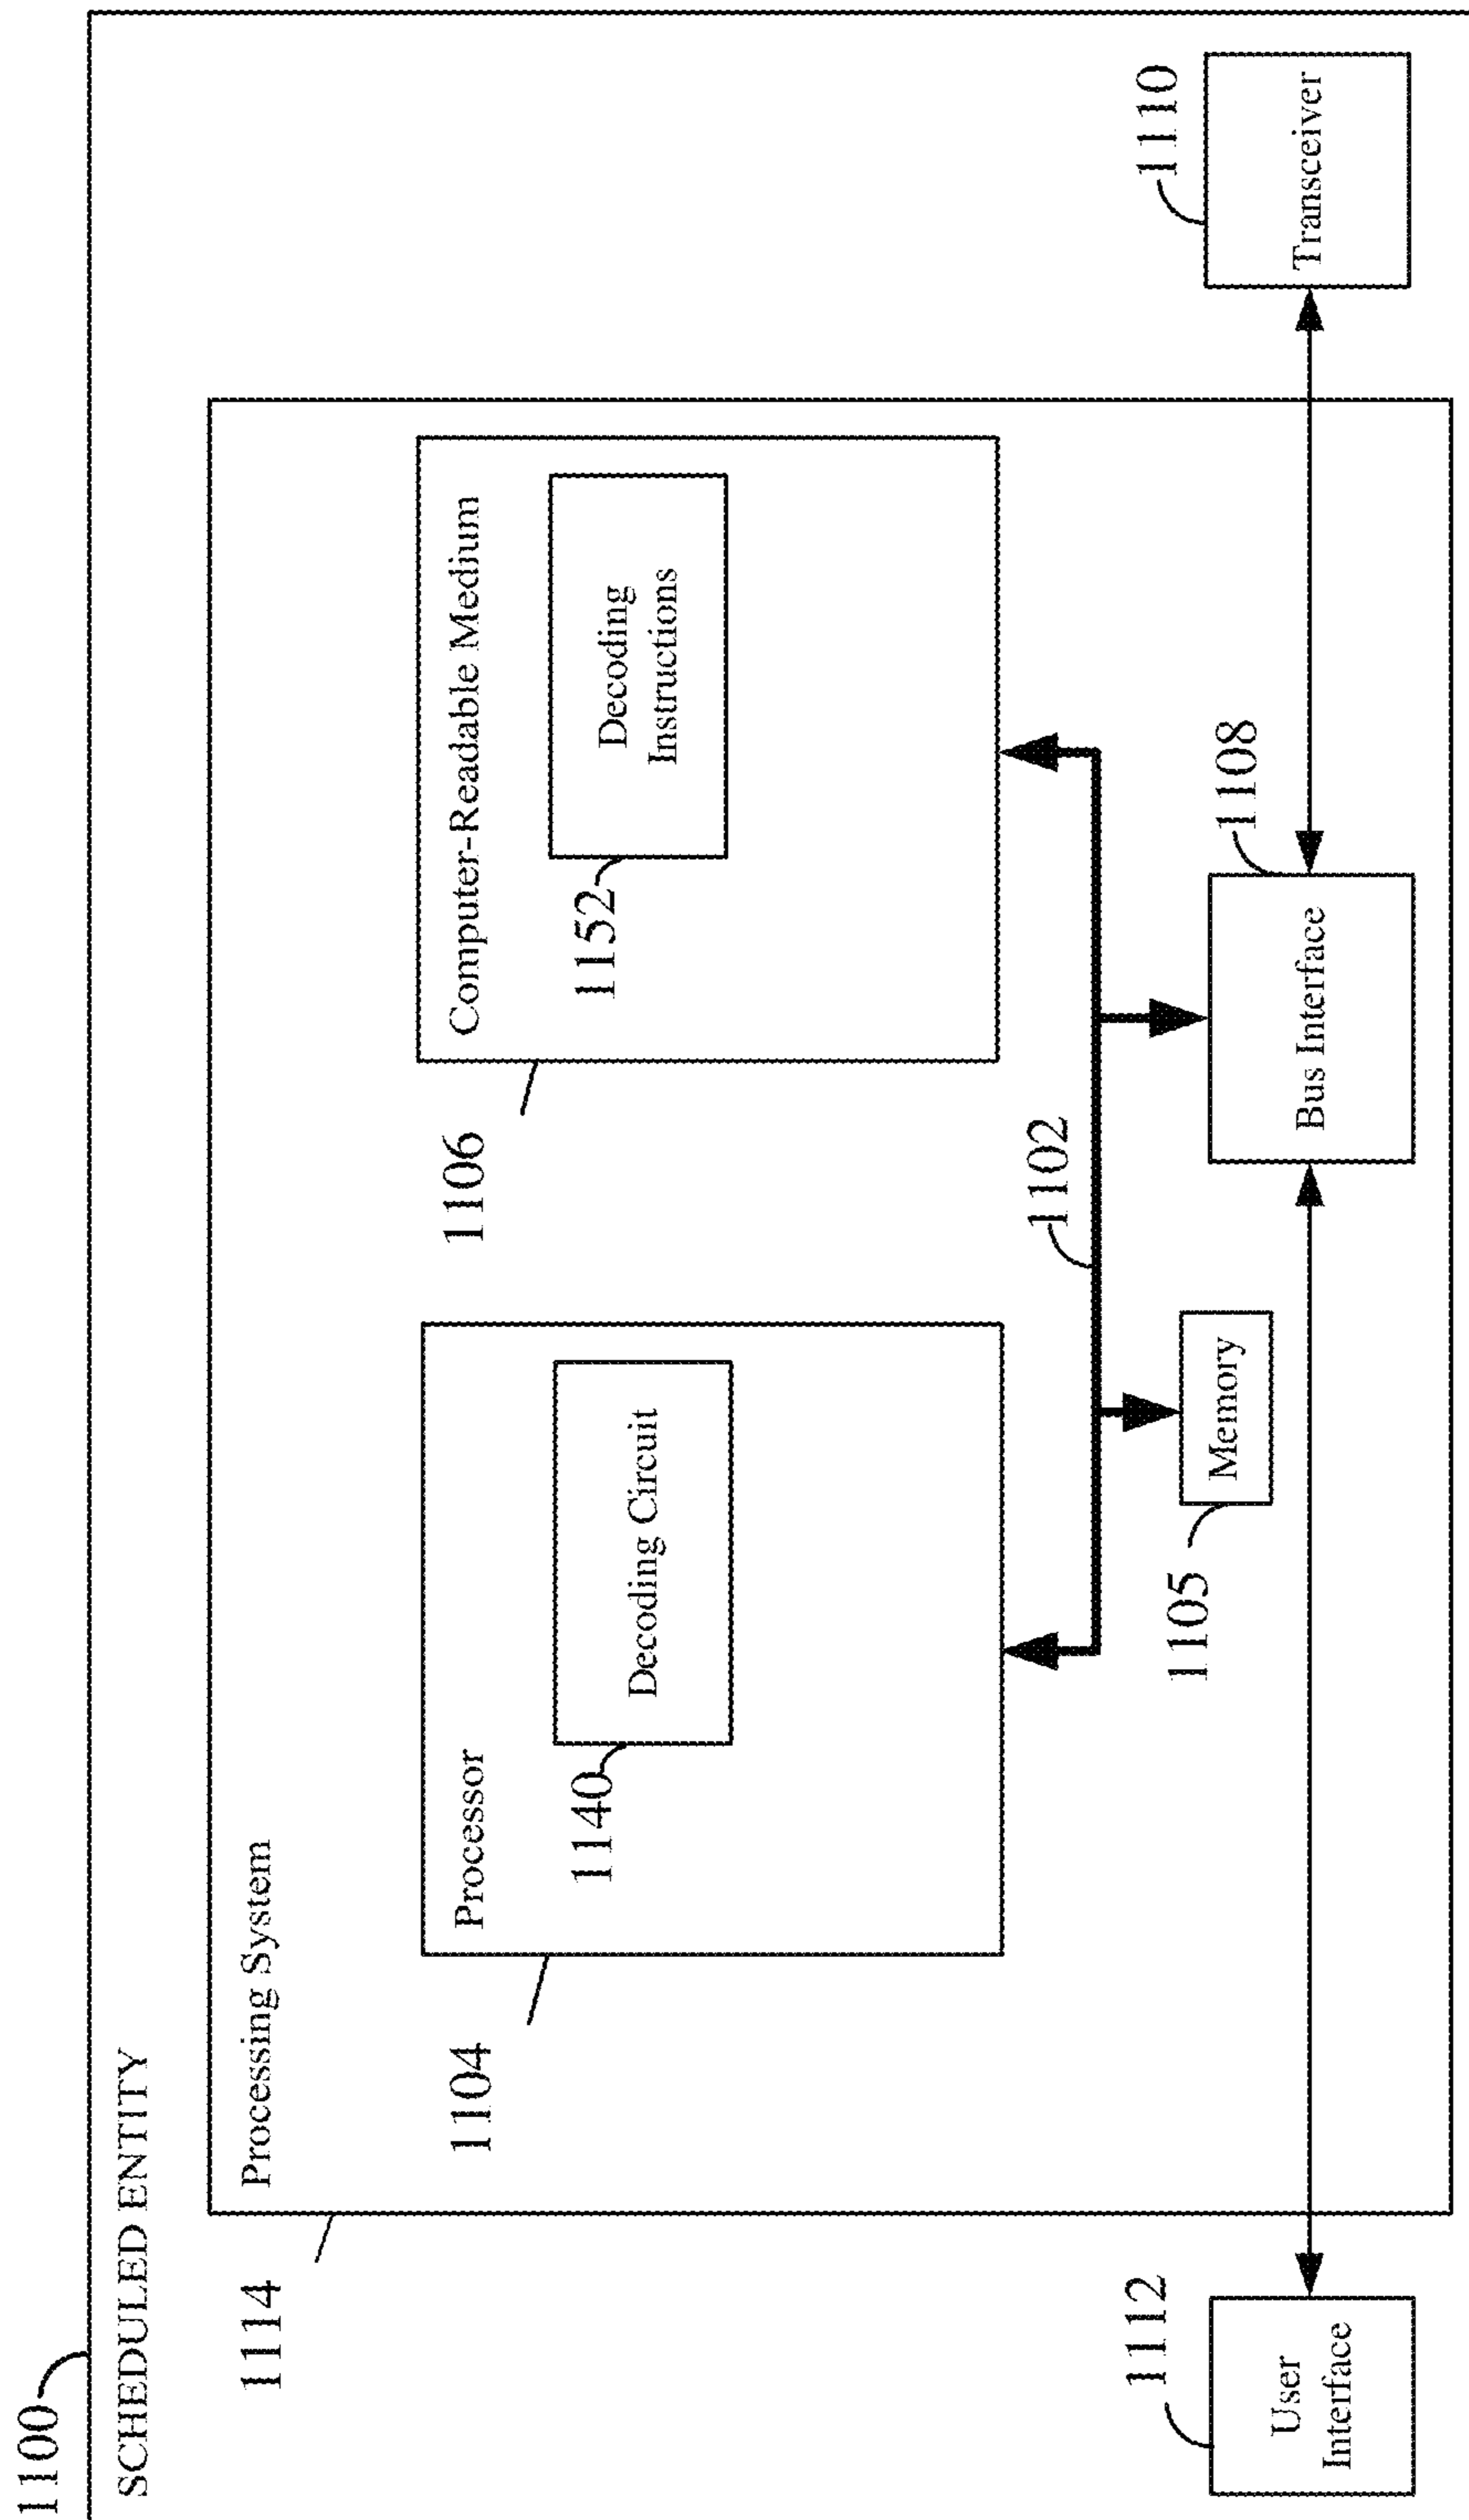 1100
SCHEDULED ENTITY
1114
Processing System
1104
Processor
1140
Decoding Circuit
1106
Computer-Readable Medium
1152
Decoding
Instructions
1102
1105
Memory
1108
Bus Interface
1112
User
Interface
1110
Transceiver